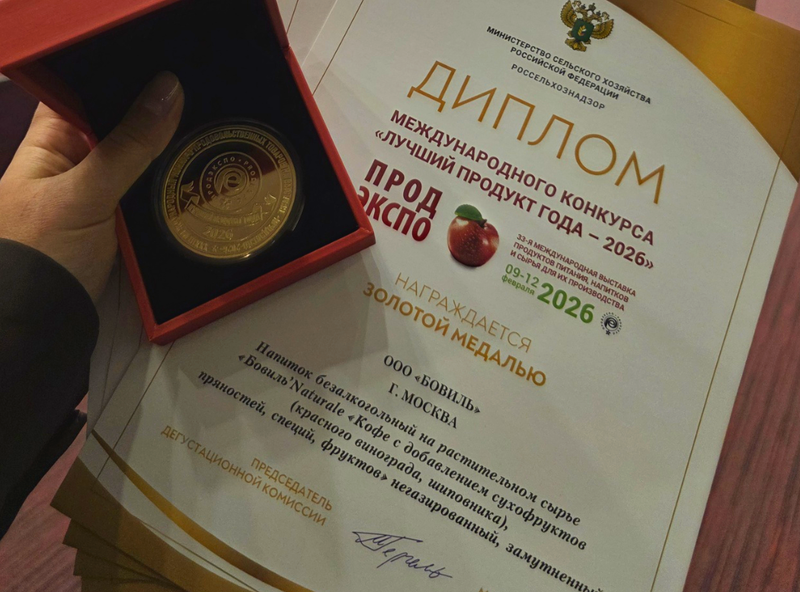 МИНИСТЕРСТВО СЕЛЬСКОГО ХОЗЯЙСТВА
РОССИЙСКОЙ ФЕДЕРАЦИИ
РОССЕЛЬХОЗНАДЗОР
ДИПЛОМ
МЕЖДУНАРОДНОГО КОНКУРСА
«ЛУЧШИЙ ПРОДУКТ ГОДА – 2026»
ПРОД
ЭКСПО
33-Я МЕЖДУНАРОДНАЯ ВЫСТАВКА
ПРОДУКТОВ ПИТАНИЯ, НАПИТКОВ
И СЫРЬЯ ДЛЯ ИХ ПРОИЗВОДСТВА
09-12
февраля
2026
НАГРАЖДАЕТСЯ
ЗОЛОТОЙ МЕДАЛЬЮ
ООО «БОВИЛЬ»
Г. МОСКВА
Напиток безалкогольный на растительном сырье
«Бовиль'Naturale «Кофе с добавлением сухофруктов
(красного винограда, шиповника),
пряностей, специй, фруктов» негазированный, замутненный
ПРЕДСЕДАТЕЛЬ
ДЕГУСТАЦИОННОЙ КОМИССИИ
2026